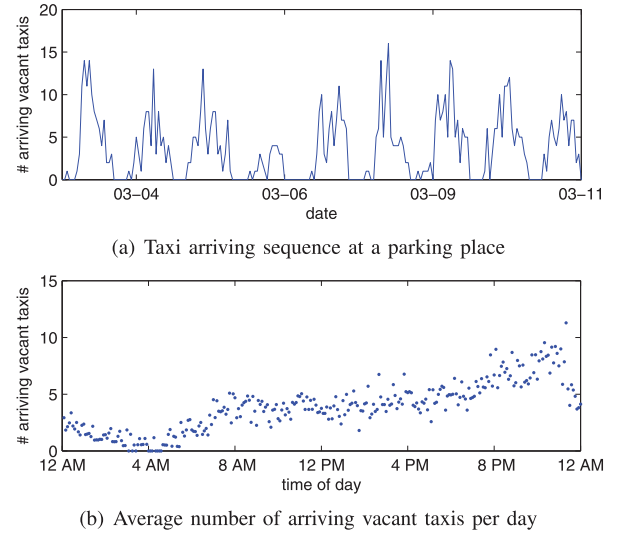 20
15
10
5
0
# arriving vacant taxis
03–04 03–06 03–09 03–11
date
(a) Taxi arriving sequence at a parking place
15
10
5
0
# arriving vacant taxis
12 AM 4 AM 8 AM 12 PM 4 PM 8 PM 12 AM
time of day
(b) Average number of arriving vacant taxis per day